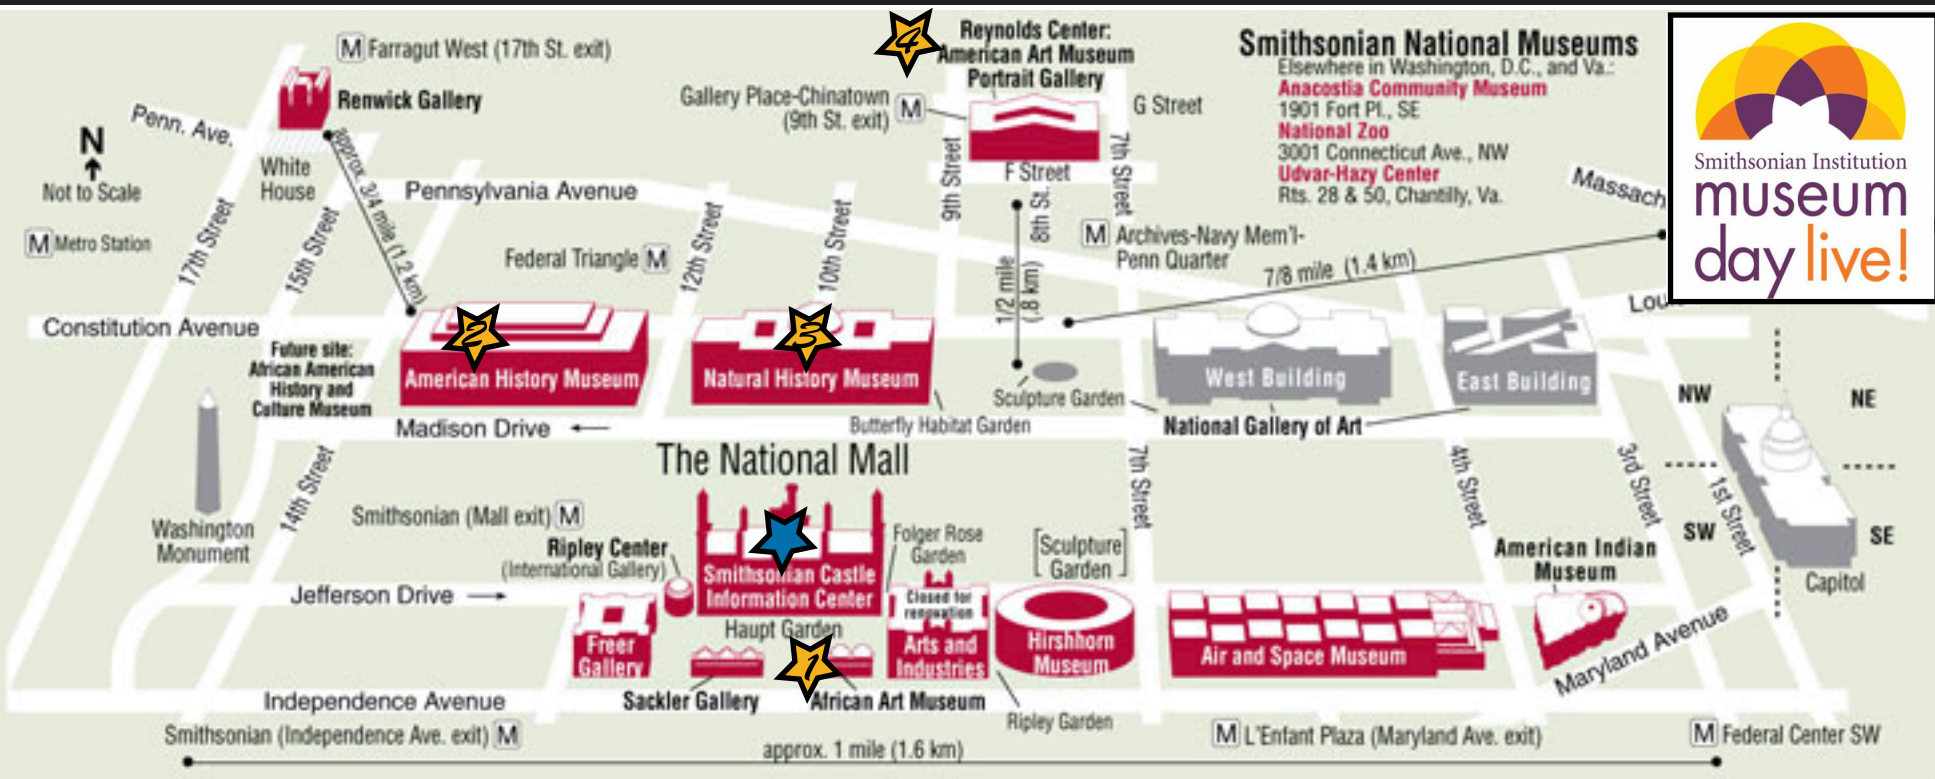 M Farragut West (17th St. exit)
Renwick Gallery
Penn. Ave.
N
Not to Scale
M Metro Station
White
House
approx. 3/4 mile (1.2 km)
17th Street
15th Street
Pennsylvania Avenue
Federal Triangle M
12th Street
10th Street
4
Reynolds Center:
American Art Museum
Portrait Gallery
Gallery Place-Chinatown M
(9th St. exit)
G Street
9th Street
F Street
7th Street
8th St.
1/2 mile
(.8 km)
M Archives-Navy Mem'l-
Penn Quarter
7/8 mile (1.4 km)
Smithsonian National Museums
Elsewhere in Washington, D.C., and Va.:
Anacostia Community Museum
1901 Fort Pl., SE
National Zoo
3001 Connecticut Ave., NW
Udvar-Hazy Center
Rts. 28 & 50, Chantilly, Va.
Massach
Smithsonian Institution
museum
day live!
Lou
Constitution Avenue
Future site:
African American
History and
Culture Museum
2
American History Museum
3
Natural History Museum
Sculpture Garden
West Building
East Building
National Gallery of Art
Butterfly Habitat Garden
Madison Drive
The National Mall
NW
NE
SW
SE
Capitol
Washington
Monument
14th Street
7th Street
4th Street
3rd Street
1st Street
Smithsonian (Mall exit) M
Ripley Center
(International Gallery)
Smithsonian Castle
Information Center
Folger Rose
Garden
Sculpture
Garden
American Indian
Museum
Jefferson Drive
Freer
Gallery
Haupt Garden
1
Closed for
renovation
Arts and
Industries
Hirshhorn
Museum
Air and Space Museum
Maryland Avenue
Independence Avenue
Sackler Gallery
African Art Museum
Ripley Garden
Smithsonian (Independence Ave. exit) M
approx. 1 mile (1.6 km)
M L'Enfant Plaza (Maryland Ave. exit)
M Federal Center SW